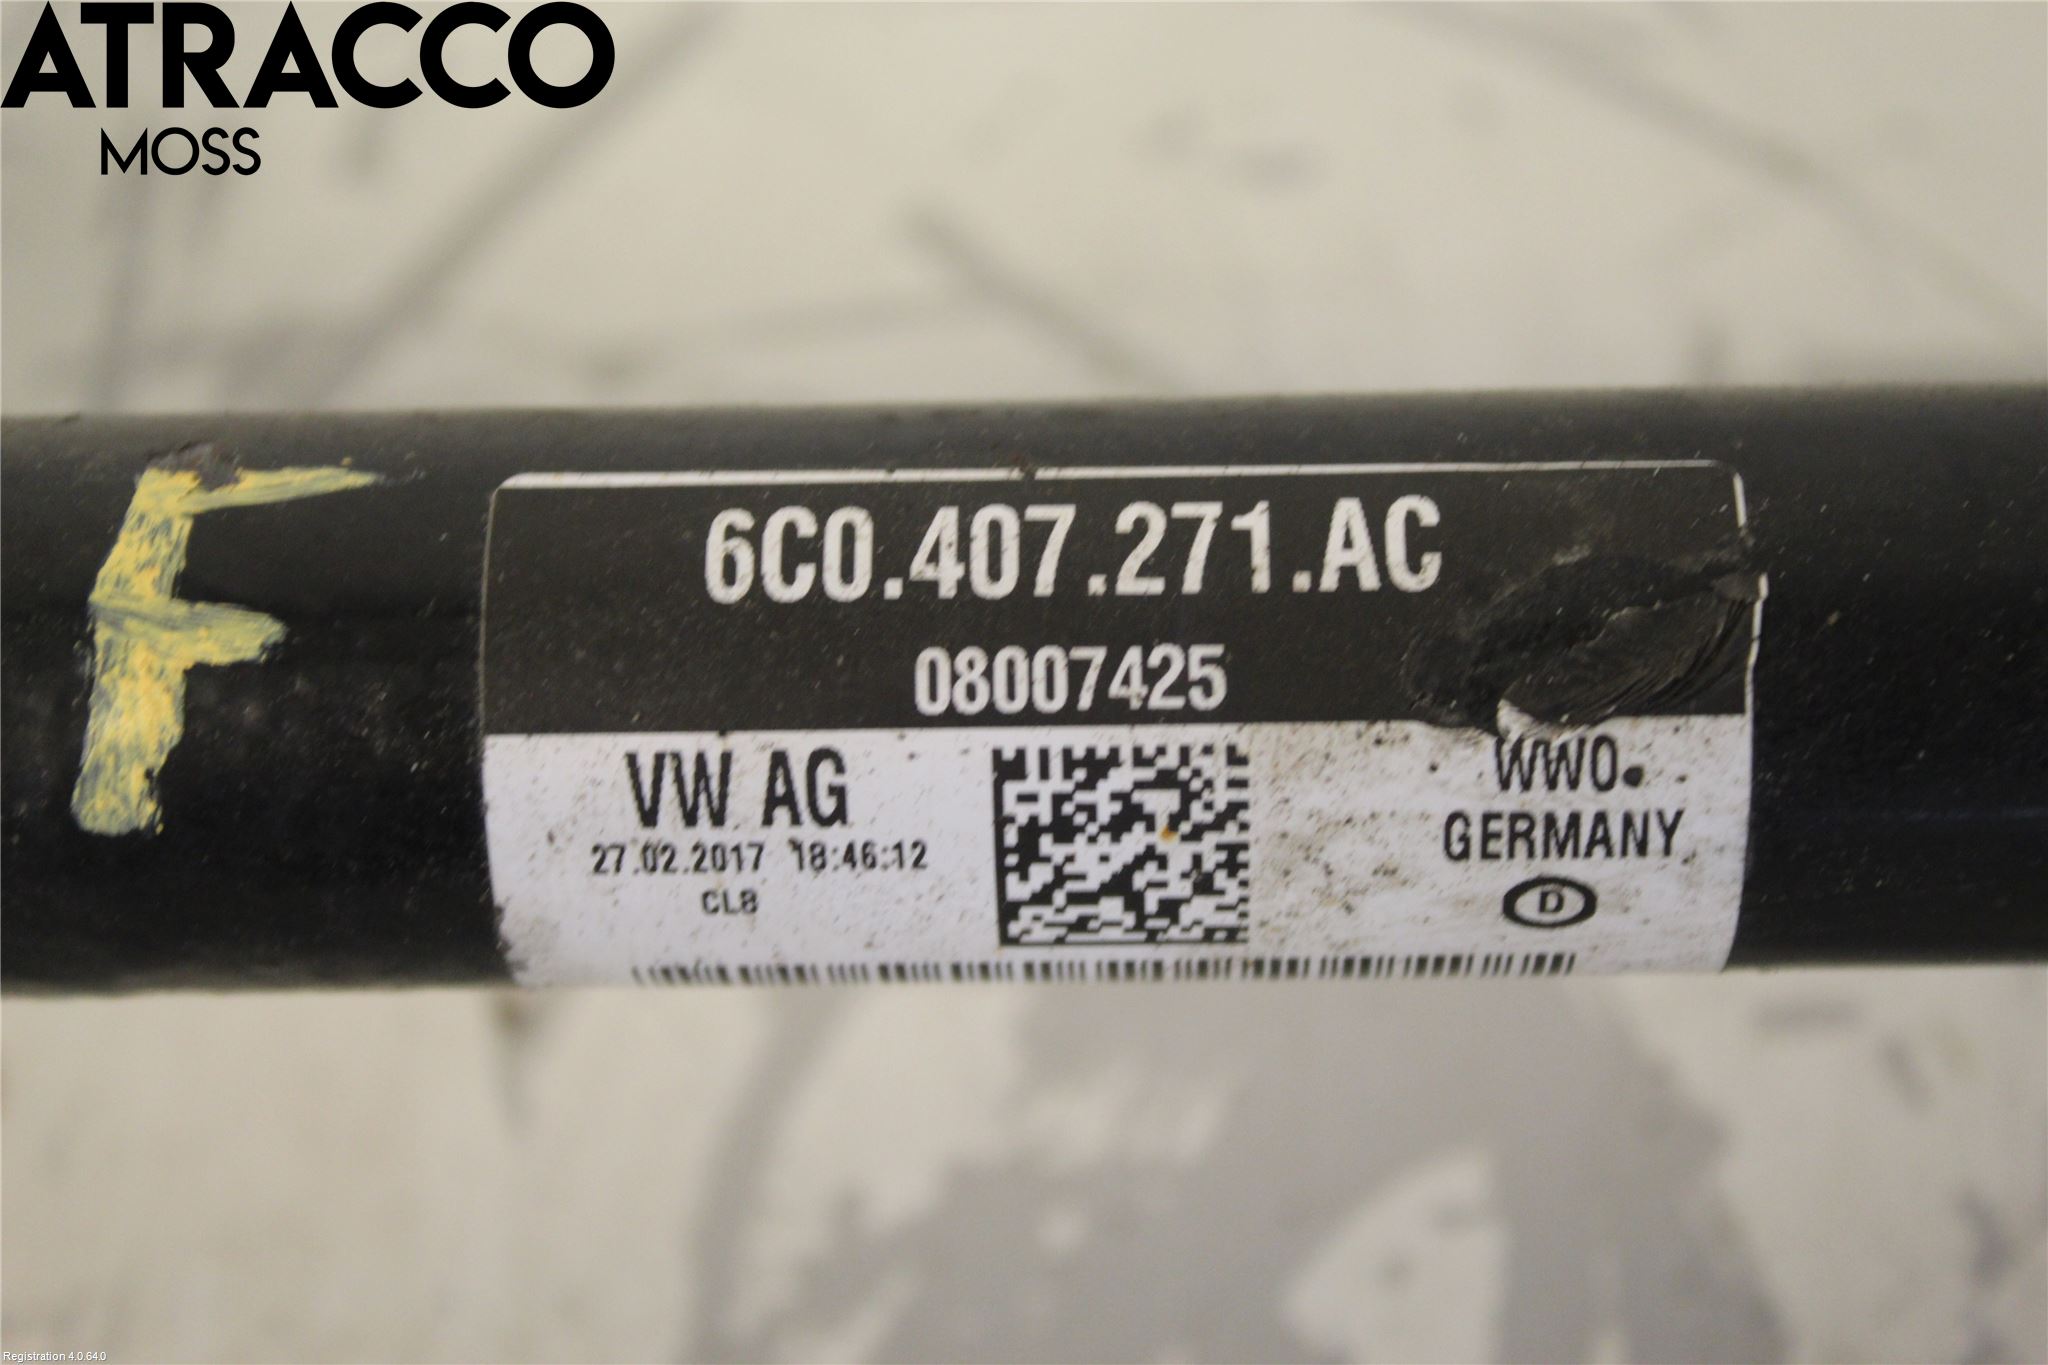 ATRACCO
MOSS
F
6C0.407.271.AC
08007425
VW AG
27.02.2017 18:46:12
CL8
WWO.
GERMANY
D
Registration 4.0.64.0